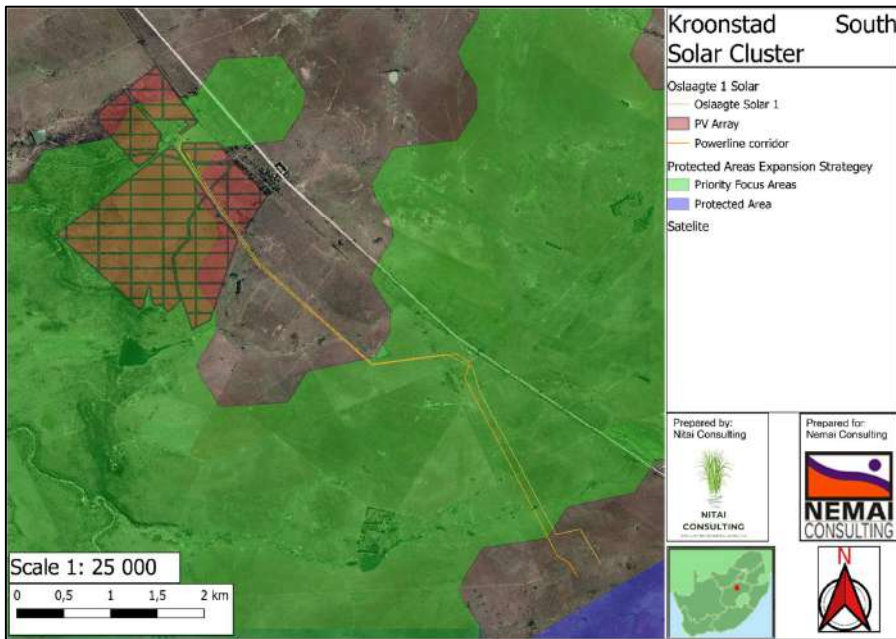 Kroonstad South
Solar Cluster
Oslaagte 1 Solar
Oslaagte Solar 1
PV Array
Powerline corridor
Protected Areas Expansion Strategey
Priority Focus Areas
Protected Area
Satelite
Scale 1: 25 000
0 0,5 1 1,5 2 km
Prepared by:
Nitai Consulting
NITAI
CONSULTING
Prepared for:
Nemai Consulting
NEMAI
CONSULTING
N